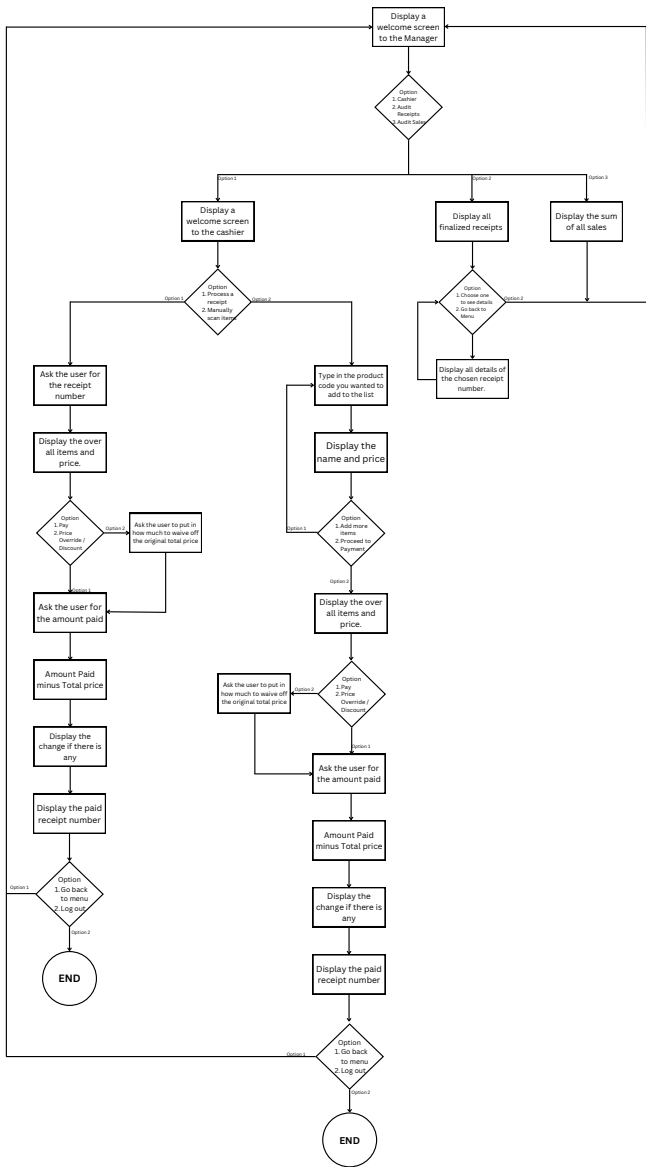 Display a
welcome screen
to the Manager
Option
1. Cashier
2. Audit
Receipts
3. Audit Sales
Option 1
Option 2
Option 3
Display a
welcome screen
to the cashier
Display all
finalized receipts
Display the sum
of all sales
Option
1. Process a
receipt
2. Manually
scan items
Option 1
Option 2
Option
1. Choose one
to see details
2. Go back to
Menu
Option 2
Display all details of
the chosen receipt
number.
Ask the user for
the receipt
number
Type in the product
code you wanted to
add to the list
Display the over
all items and
price.
Display the
name and price
Option
1. Pay
2. Price
Override /
Discount
Option 2
Ask the user to put in
how much to waive off
the original total price
Option 1
Option
1. Add more
items
2. Proceed to
Payment
Option 1
Option 2
Ask the user for
the amount paid
Display the over
all items and
price.
Amount Paid
minus Total price
Ask the user to put in
how much to waive off
the original total price
Option 2
Option
1. Pay
2. Price
Override /
Discount
Option 1
Display the
change if there is
any
Ask the user for
the amount paid
Display the paid
receipt number
Amount Paid
minus Total price
Option 1
Option
1. Go back
to menu
2. Log out
Option 2
Display the
change if there is
any
END
Display the paid
receipt number
Option 1
Option
1. Go back
to menu
2. Log out
Option 2
END